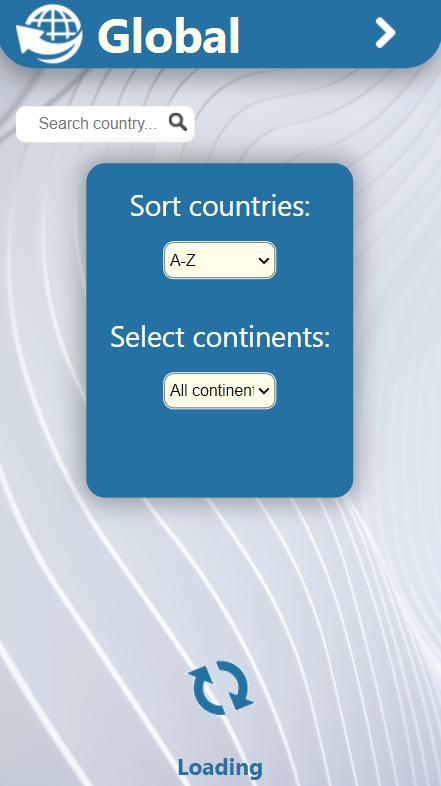 Global
Search country...
Sort countries:
A-Z
Select continents:
All continent
Loading